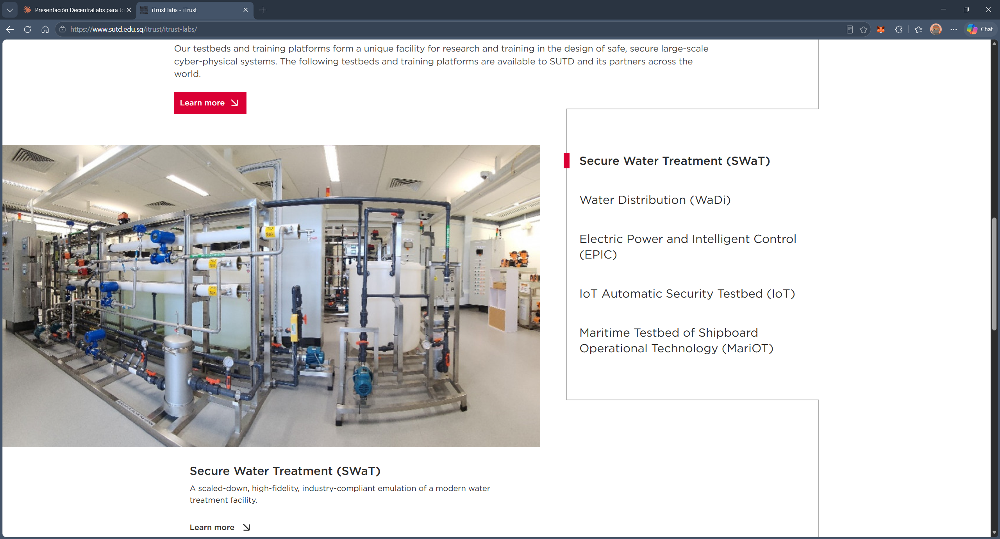 Presentación DecentraLabs para Jo
iTrust labs - iTrust
https://www.sutd.edu.sg/itrust/itrust-labs/
Chat
Our testbeds and training platforms form a unique facility for research and training in the design of safe, secure large-scale
cyber-physical systems. The following testbeds and training platforms are available to SUTD and its partners across the
world.
Learn more
Secure Water Treatment (SWaT)
Water Distribution (WaDi)
Electric Power and Intelligent Control
(EPIC)
IoT Automatic Security Testbed (IoT)
Maritime Testbed of Shipboard
Operational Technology (MariOT)
Secure Water Treatment (SWaT)
A scaled-down, high-fidelity, industry-compliant emulation of a modern water
treatment facility.
Learn more